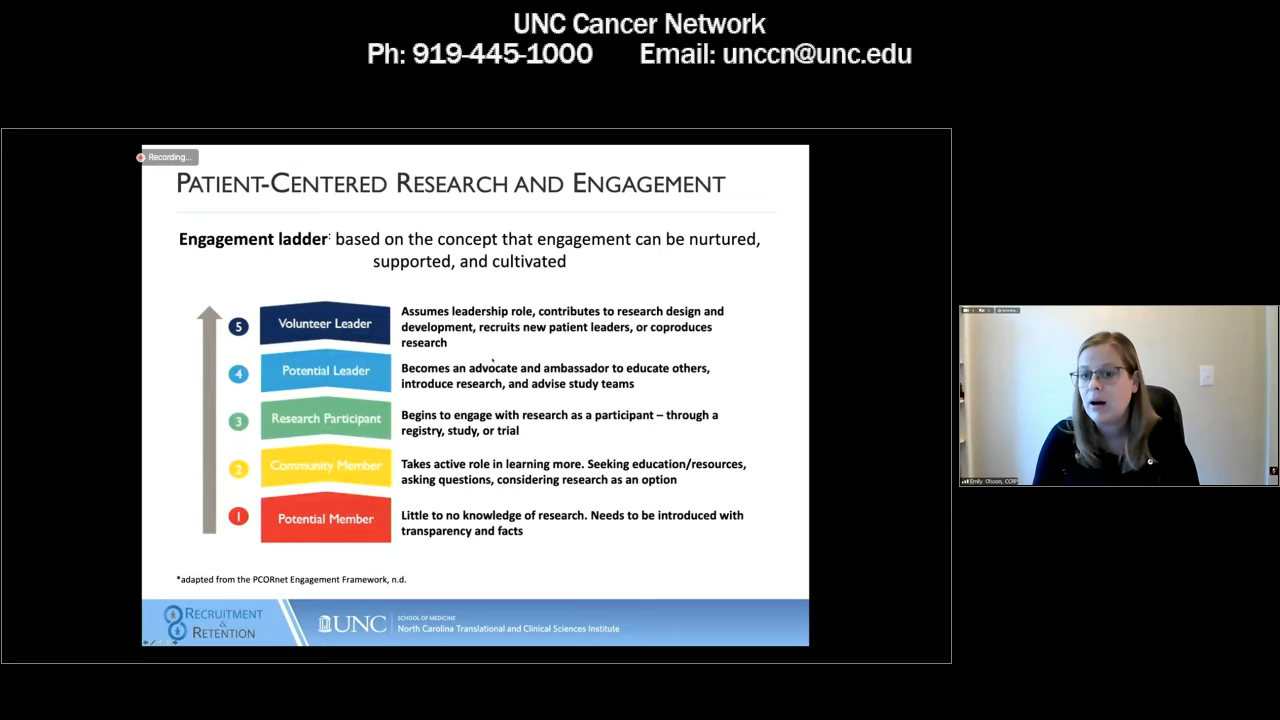 UNC Cancer Network
Ph: 919-445-1000 Email: unccn@unc.edu
Recording...
PATIENT-CENTERED RESEARCH AND ENGAGEMENT
Engagement ladder: based on the concept that engagement can be nurtured,
supported, and cultivated
5
Volunteer Leader
Assumes leadership role, contributes to research design and
development, recruits new patient leaders, or coproduces
research
4
Potential Leader
Becomes an advocate and ambassador to educate others,
introduce research, and advise study teams
3
Research Participant
Begins to engage with research as a participant – through a
registry, study, or trial
2
Community Member
Takes active role in learning more. Seeking education/resources,
asking questions, considering research as an option
1
Potential Member
Little to no knowledge of research. Needs to be introduced with
transparency and facts
*adapted from the PCORnet Engagement Framework, n.d.
RECRUITMENT
&
RETENTION
UNC
SCHOOL OF MEDICINE
North Carolina Translational and Clinical Sciences Institute
Emily Olsson, CCRP